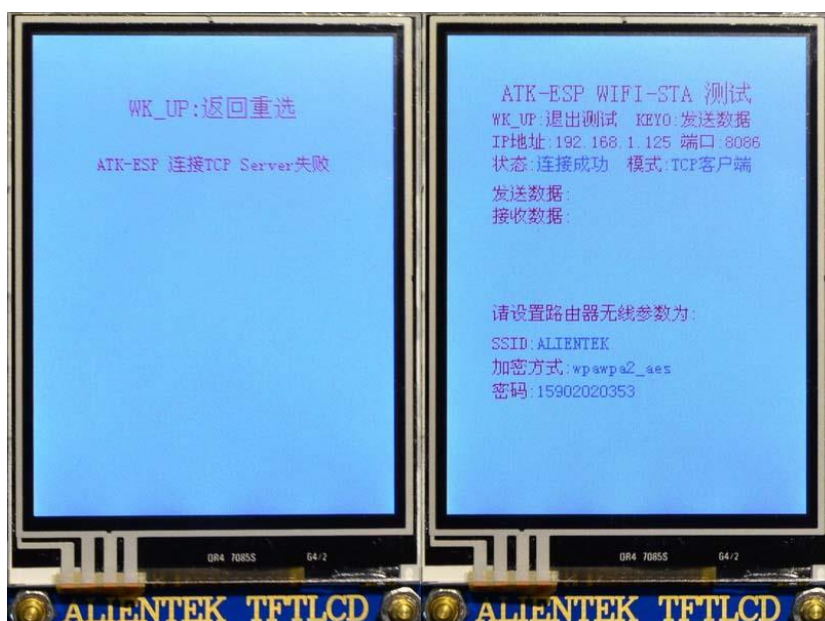 WK_UP:返回重选
ATK-ESP 连接TCP Server失败
QR4 7085S G4/2
ALIENTEK TFTLCD
ATK-ESP WIFI-STA 测试
WK_UP:退出测试 KEY0:发送数据
IP地址:192.168.1.125 端口:8086
状态:连接成功 模式:TCP客户端
发送数据:
接收数据:
请设置路由器无线参数为:
SSID:ALIENTEK
加密方式:wpawpa2_aes
密码:15902020353
QR4 7085S G4/2
ALIENTEK TFTLCD